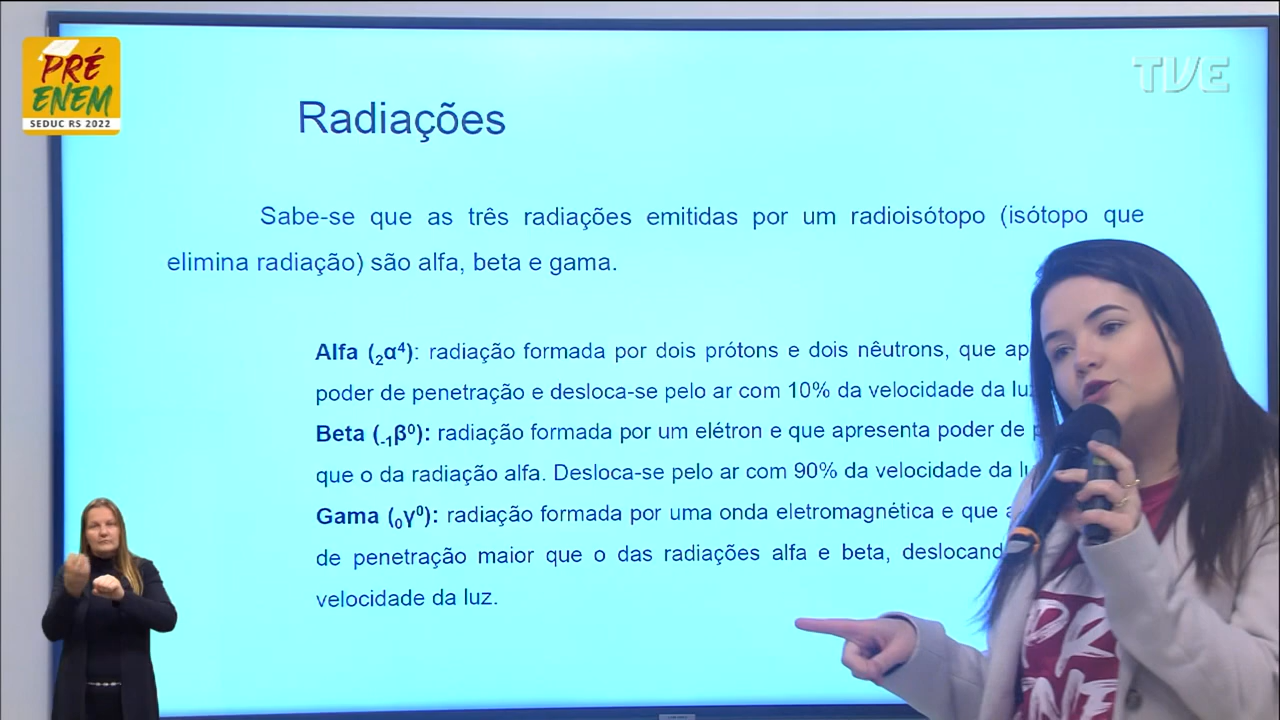 PRÉ
ENEM
SEDUC RS 2022
TVE
Radiações
Sabe-se que as três radiações emitidas por um radioisótopo (isótopo que
elimina radiação) são alfa, beta e gama.
Alfa (₂α⁴): radiação formada por dois prótons e dois nêutrons, que
poder de penetração e desloca-se pelo ar com 10% da velocidade da
Beta (₋₁β⁰): radiação formada por um elétron e que apresenta poder de
que o da radiação alfa. Desloca-se pelo ar com 90% da velocidade da
Gama (₀γ⁰): radiação formada por uma onda eletromagnética e que
de penetração maior que o das radiações alfa e beta,
velocidade da luz.